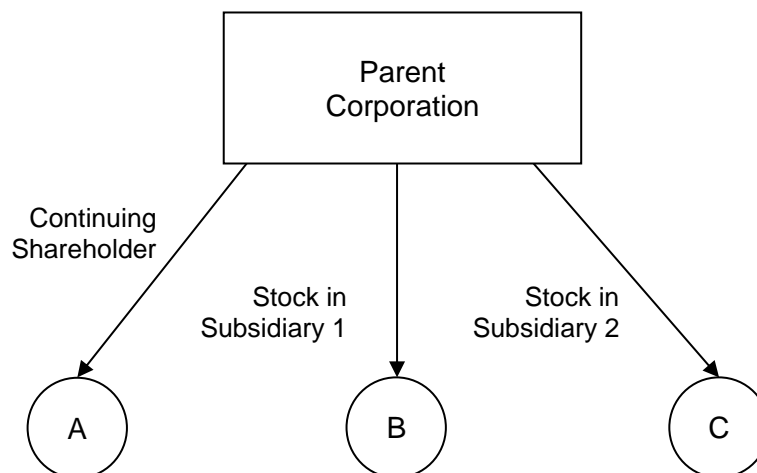 Parent
Corporation
Continuing
Shareholder
Stock in
Subsidiary 1
Stock in
Subsidiary 2
A
B
C